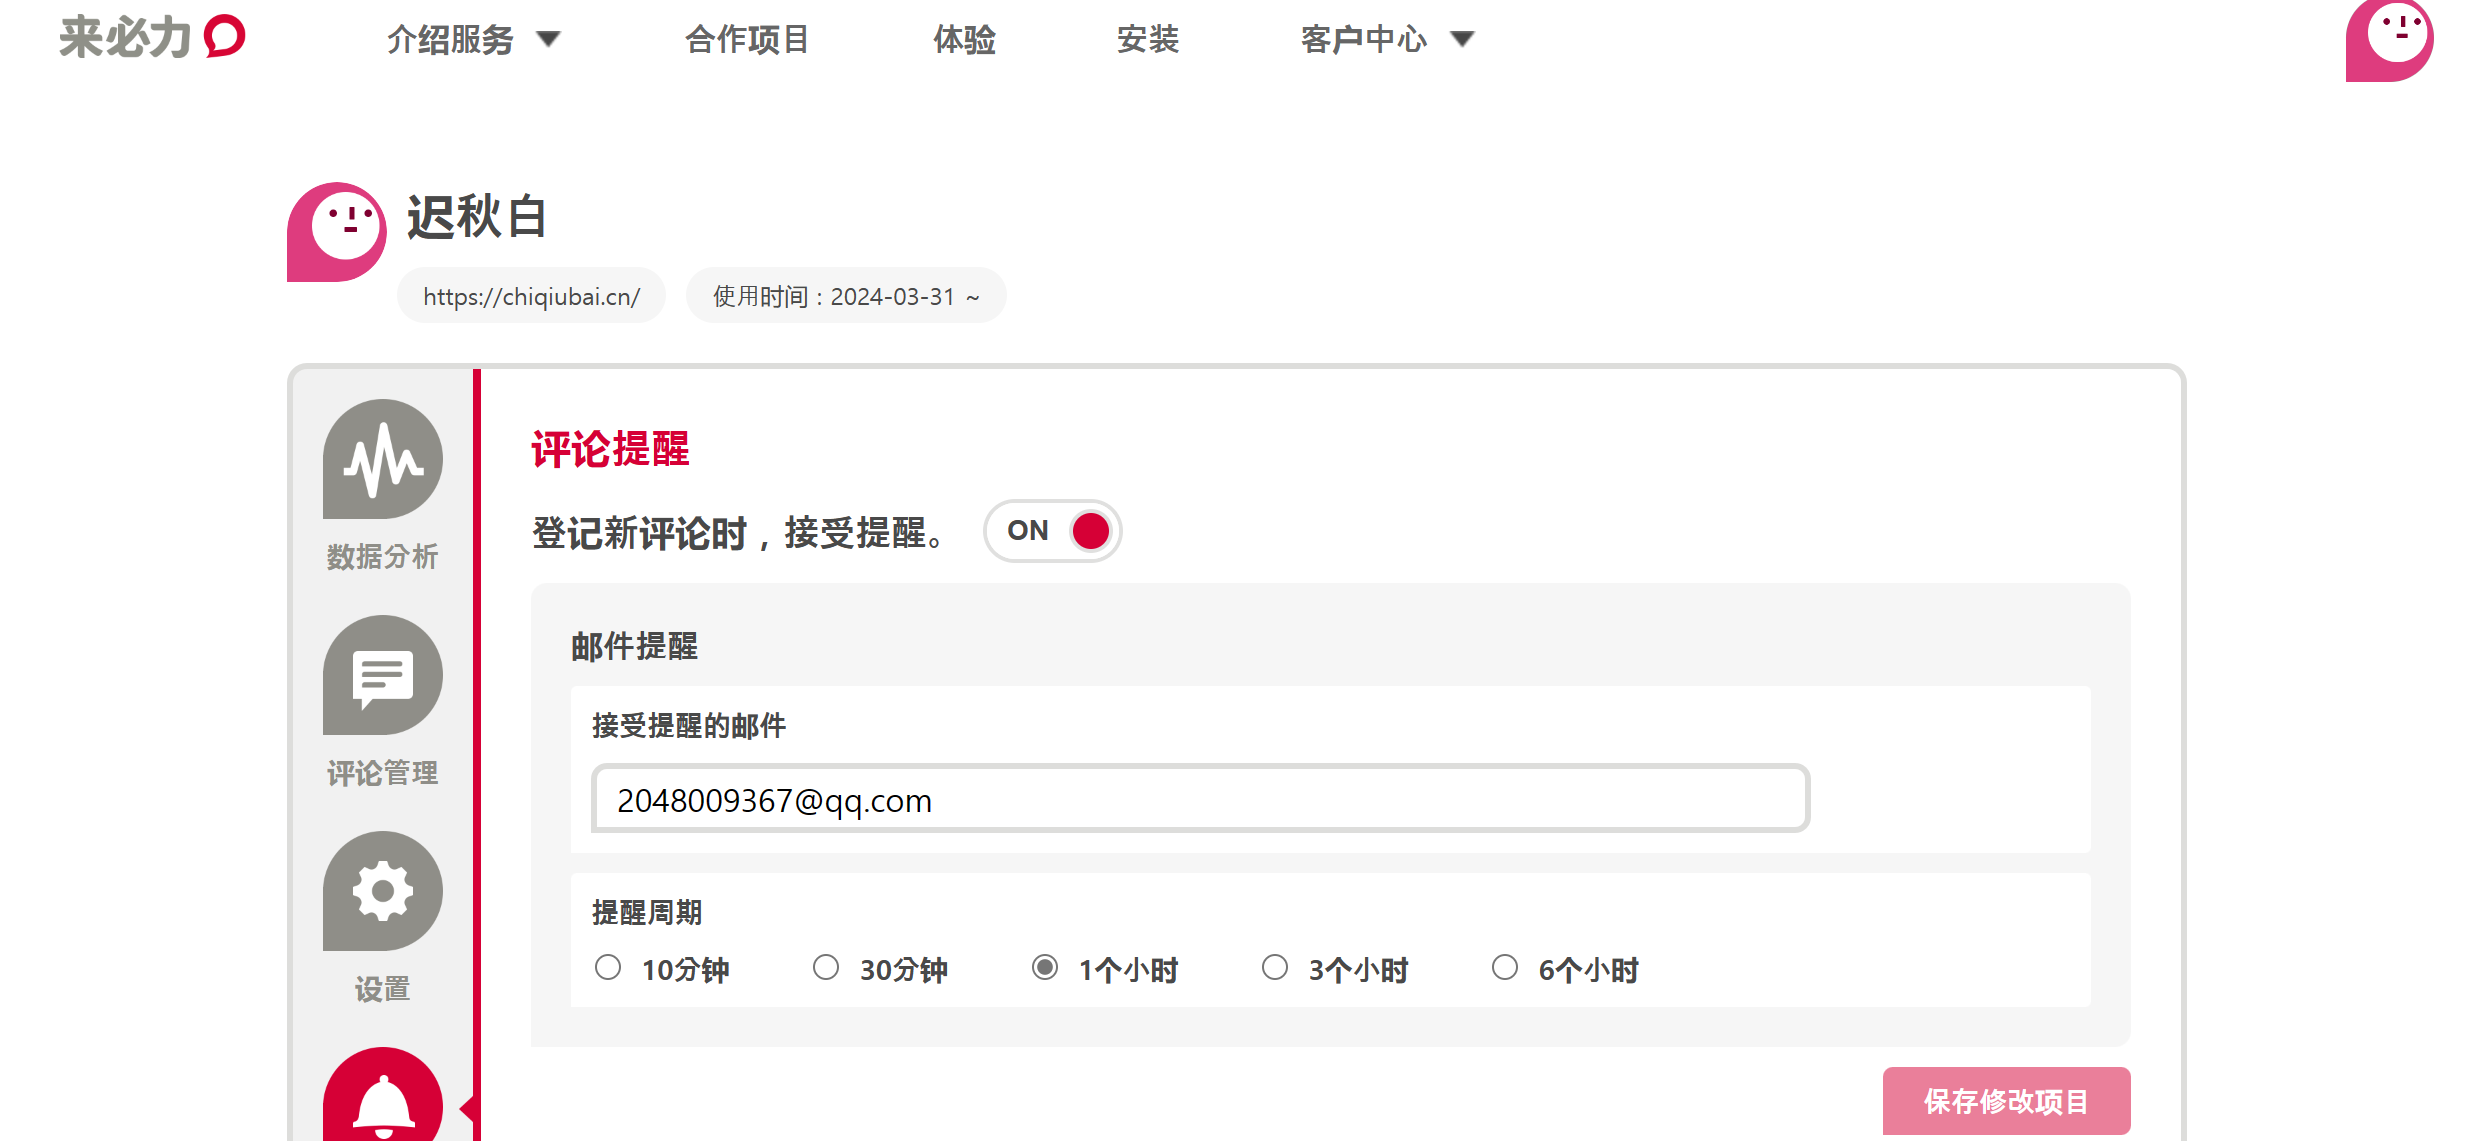 来必力
介绍服务
合作项目
体验
安装
客户中心
迟秋白
https://chiqiubai.cn/
使用时间 : 2024-03-31 ~
数据分析
评论管理
设置
评论提醒
登记新评论时，接受提醒。
ON
邮件提醒
接受提醒的邮件
2048009367@qq.com
提醒周期
10分钟
30分钟
1个小时
3个小时
6个小时
保存修改项目